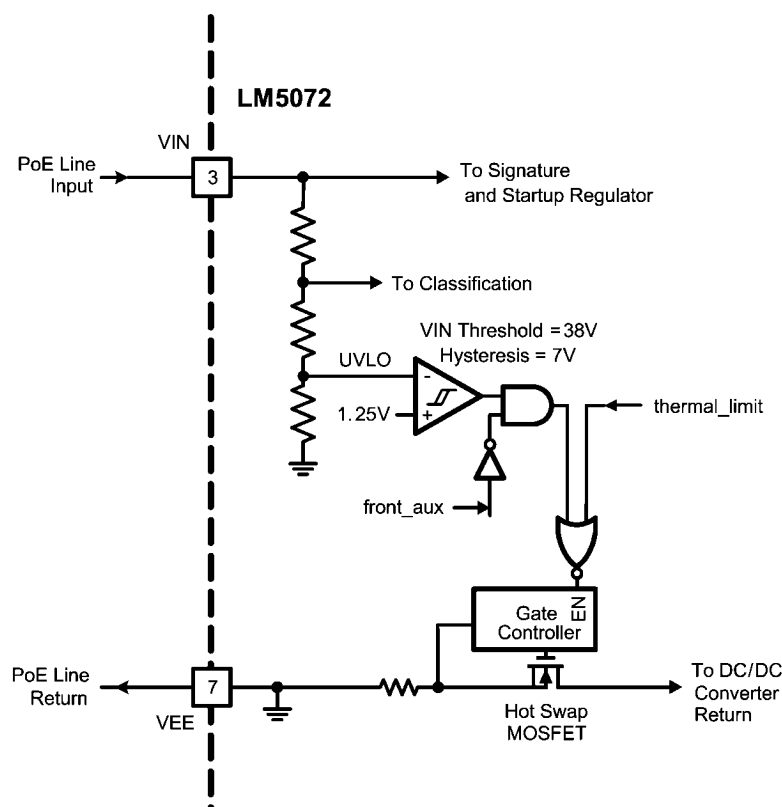 LM5072
VIN
PoE Line
Input
3
To Signature
and Startup Regulator
To Classification
VIN Threshold = 38V
Hysteresis = 7V
UVLO
-
1.25V
+
thermal_limit
front_aux
EN
Gate
Controller
PoE Line
Return
7
VEE
Hot Swap
MOSFET
To DC/DC
Converter
Return